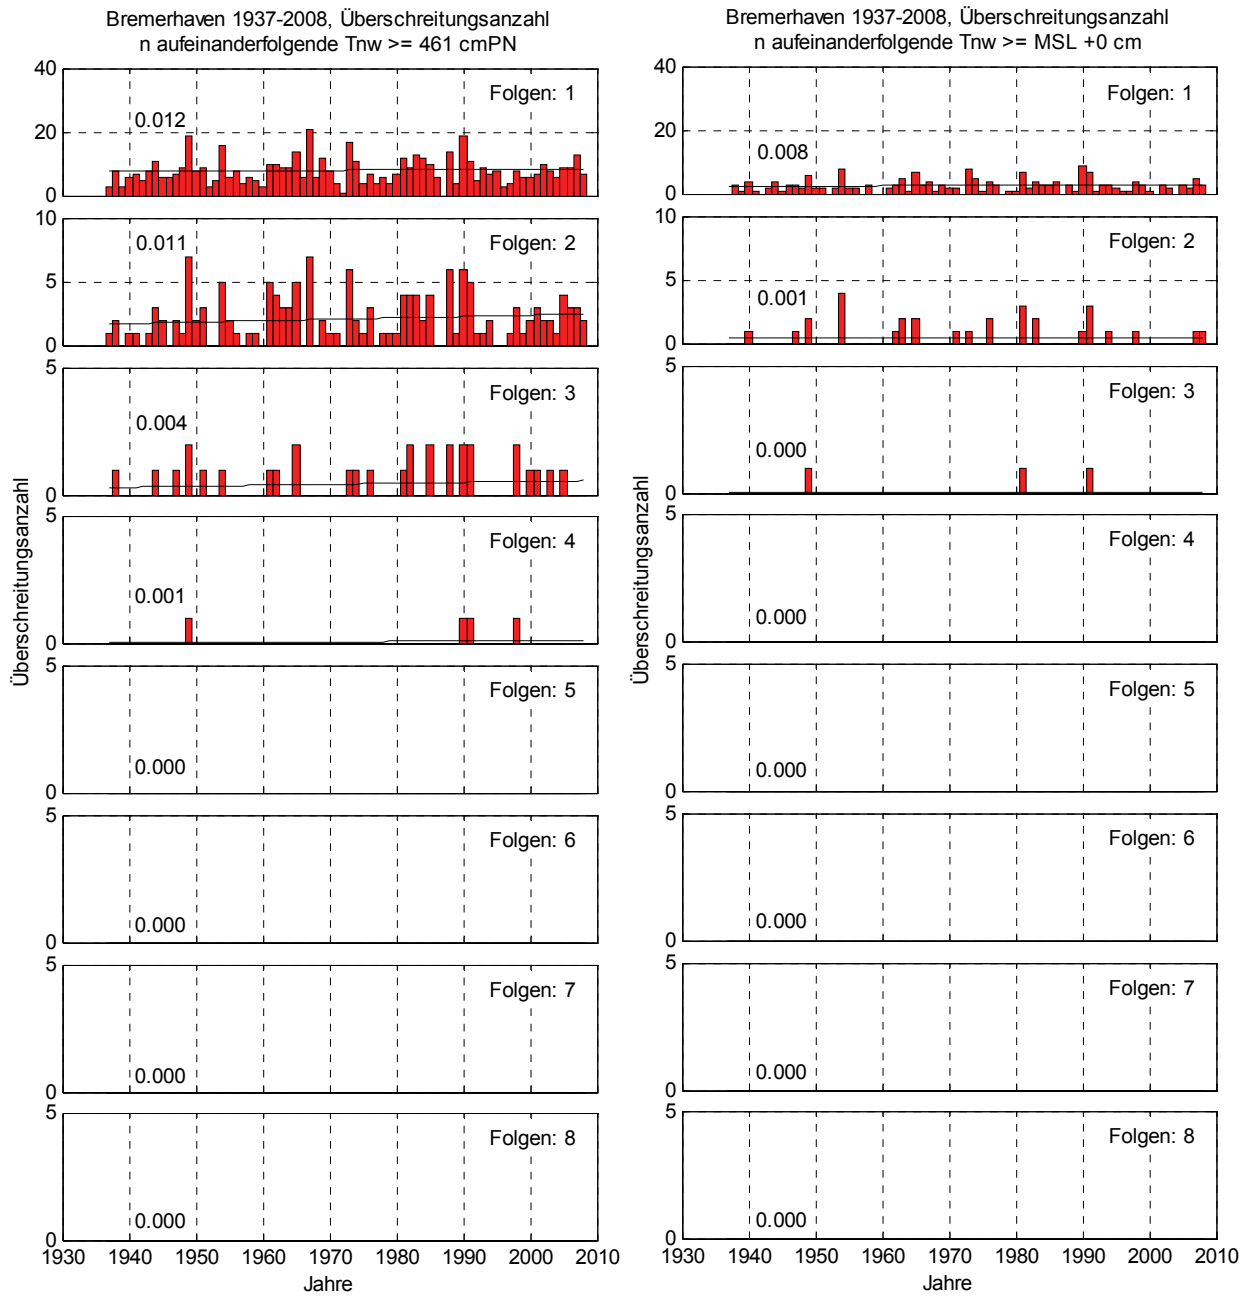 Bremerhaven 1937-2008, Überschreitungsanzahl
n aufeinanderfolgende Tnw >= 461 cmPN
40
20
0
0.012
Folgen: 1
10
5
0
0.011
Folgen: 2
5
0
0.004
Folgen: 3
5
0
0.001
Folgen: 4
5
0
0.000
Folgen: 5
5
0
0.000
Folgen: 6
5
0
0.000
Folgen: 7
5
0
0.000
Folgen: 8
Überschreitungsanzahl
1930 1940 1950 1960 1970 1980 1990 2000 2010
Jahre
Bremerhaven 1937-2008, Überschreitungsanzahl
n aufeinanderfolgende Tnw >= MSL +0 cm
40
20
0
0.008
Folgen: 1
10
5
0
0.001
Folgen: 2
5
0
0.000
Folgen: 3
5
0
0.000
Folgen: 4
5
0
0.000
Folgen: 5
5
0
0.000
Folgen: 6
5
0
0.000
Folgen: 7
5
0
0.000
Folgen: 8
Überschreitungsanzahl
1930 1940 1950 1960 1970 1980 1990 2000 2010
Jahre